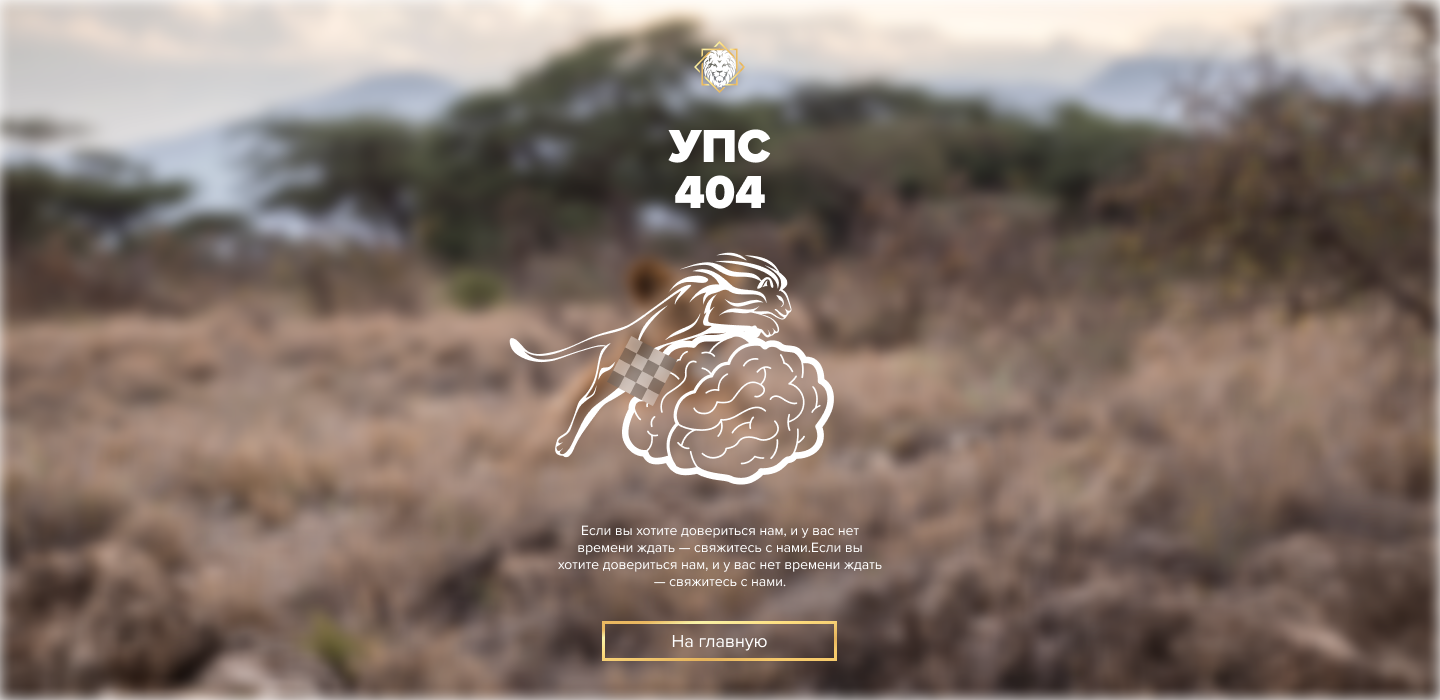 УПС
404
Если вы хотите довериться нам, и у вас нет
времени ждать — свяжитесь с нами.Если вы
хотите довериться нам, и у вас нет времени ждать
— свяжитесь с нами.
На главную